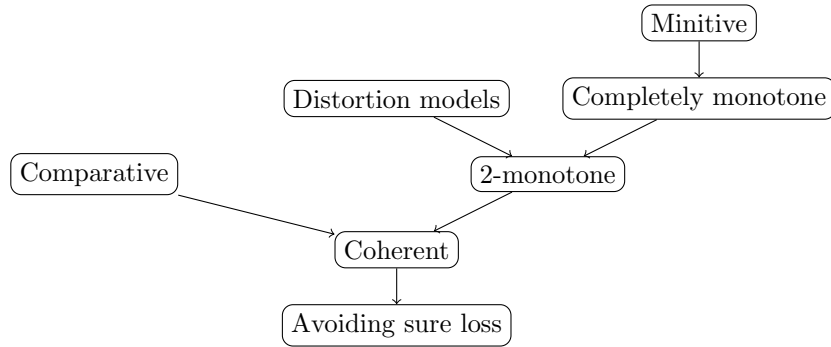 Minitive
Distortion models
Completely monotone
Comparative
2-monotone
Coherent
Avoiding sure loss